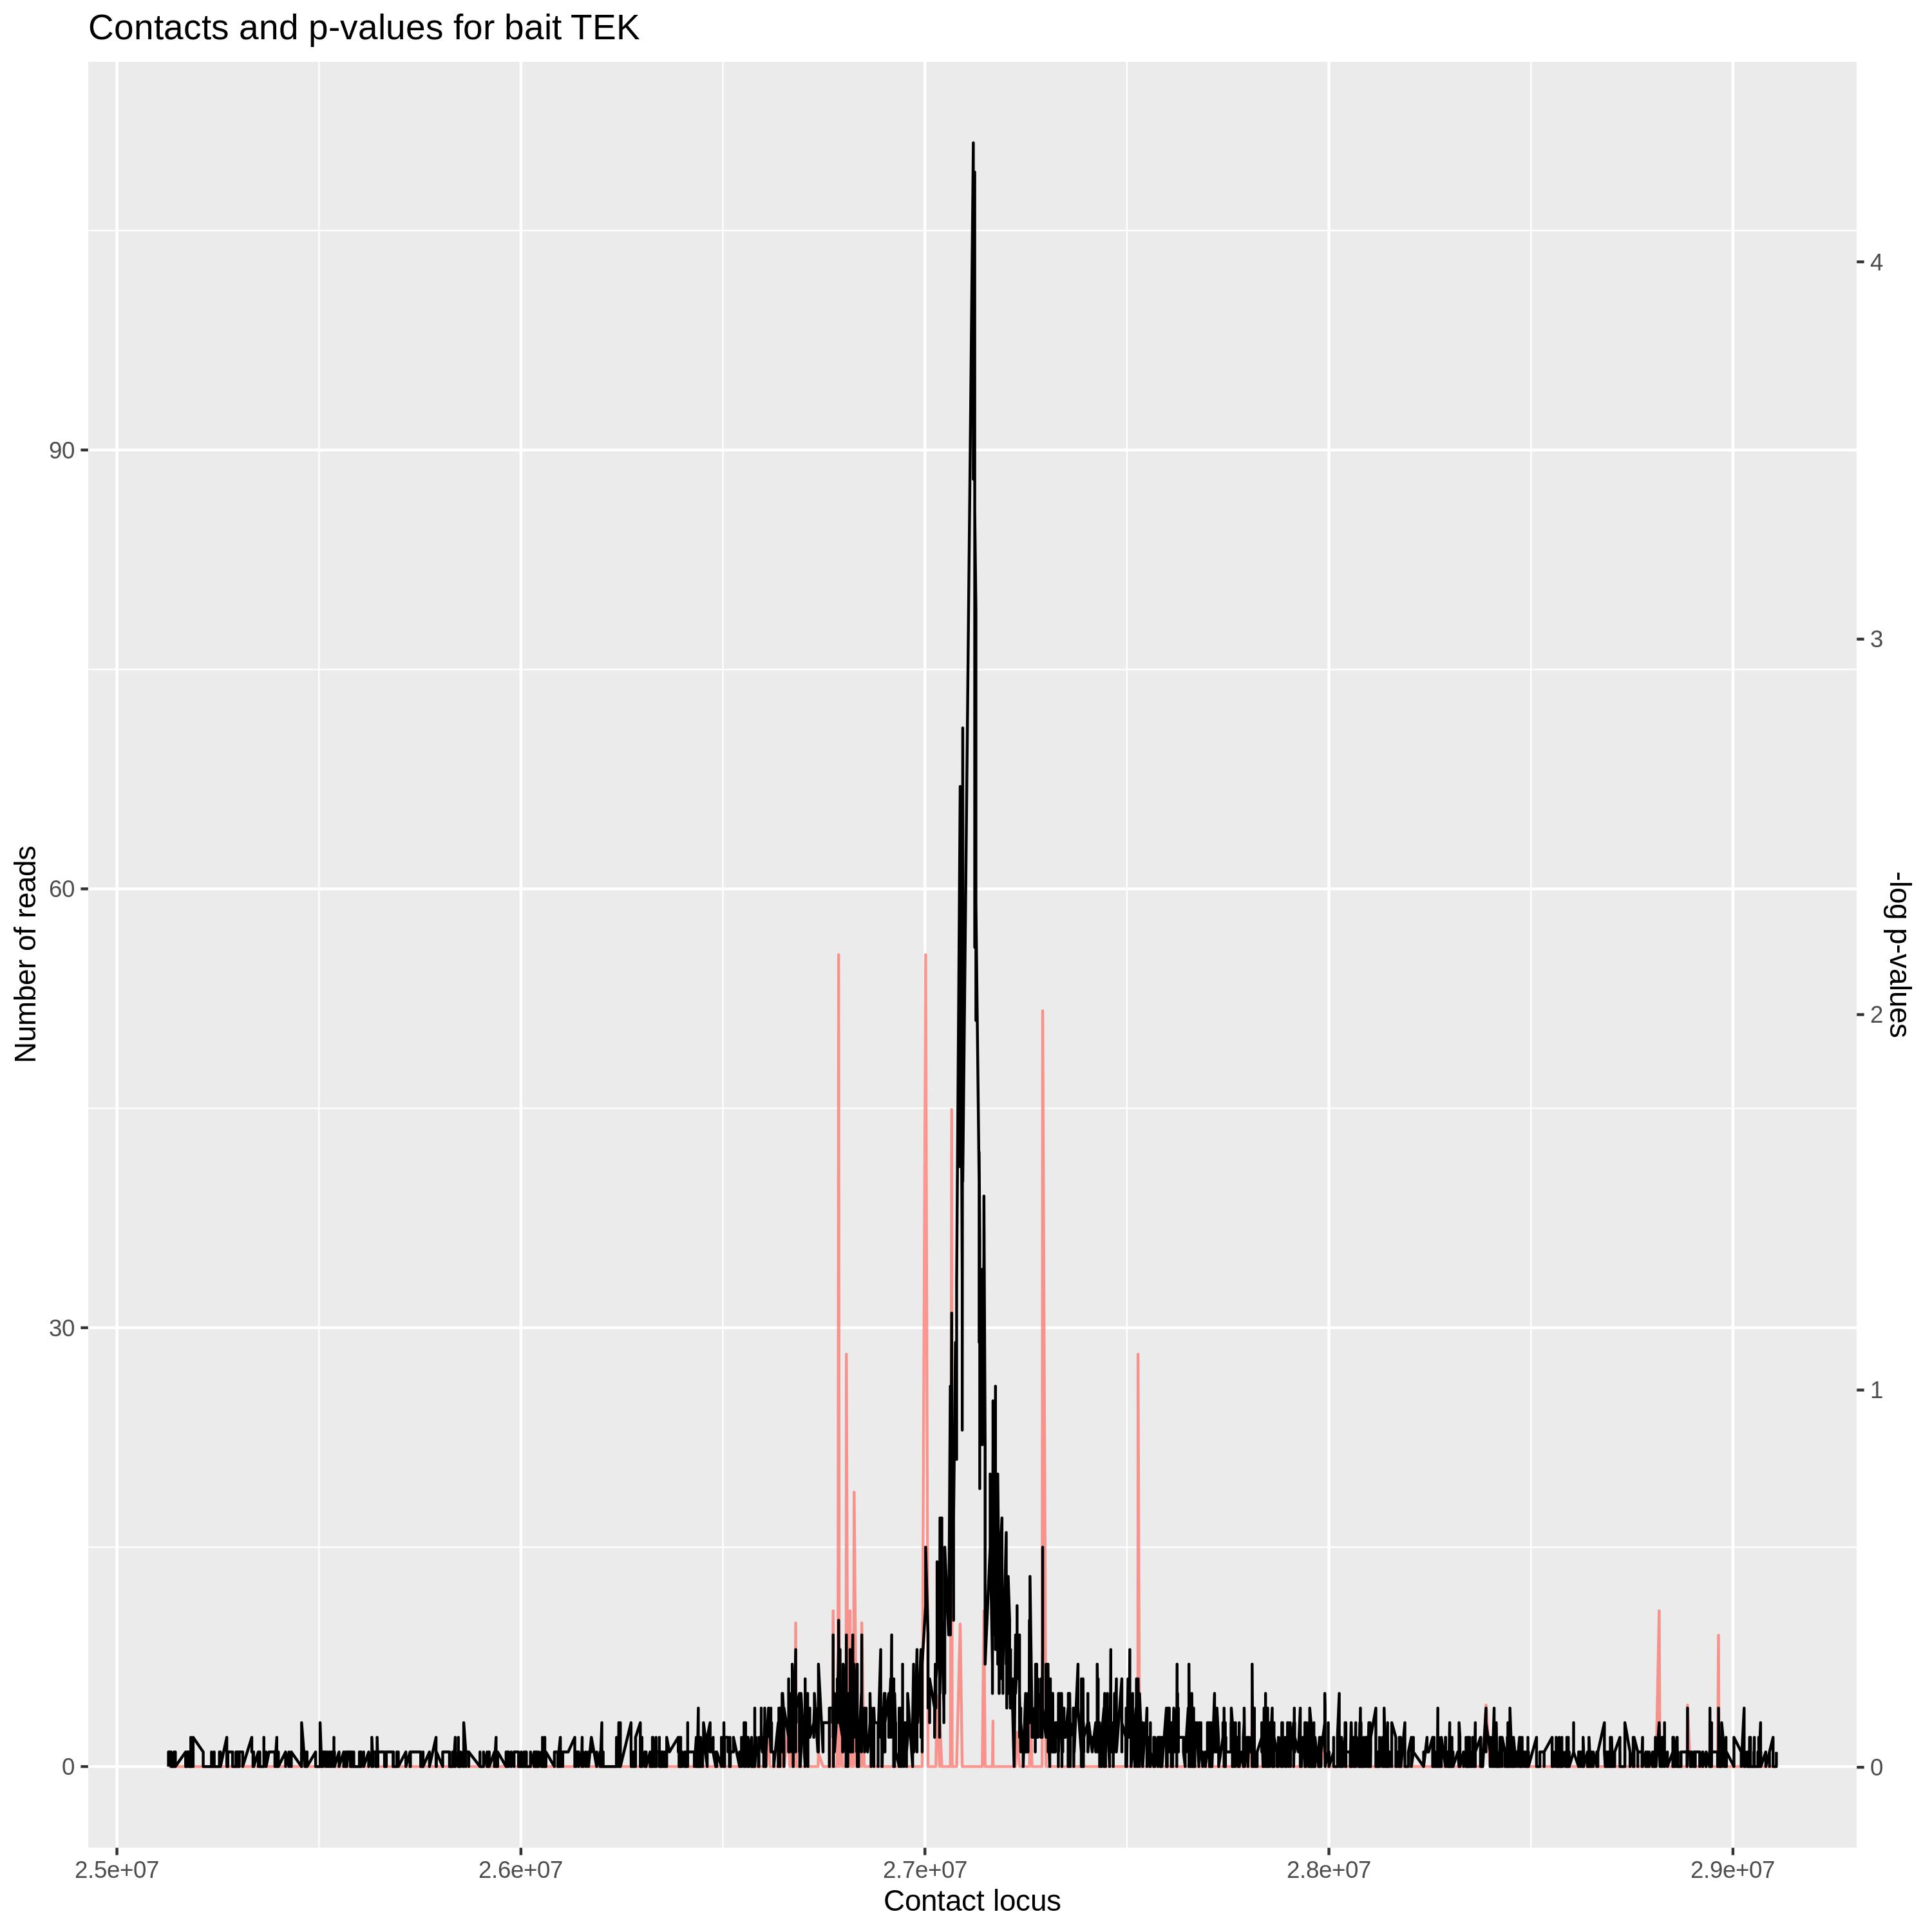 Contacts and p-values for bait TEK
Number of reads
90
60
30
0
-log p-values
4
3
2
1
0
2.5e+07 2.6e+07 2.7e+07 2.8e+07 2.9e+07
Contact locus